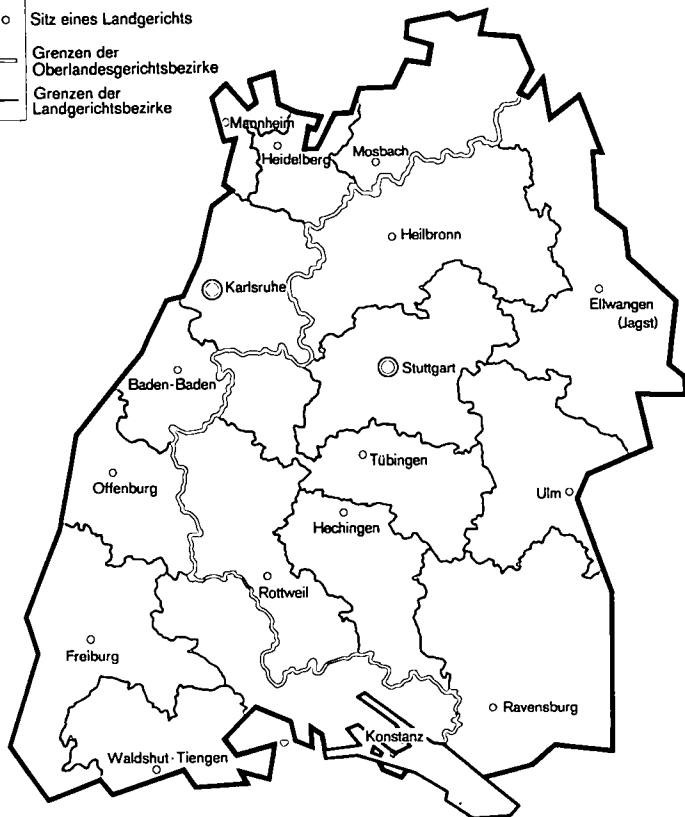 Sitz eines Landgerichts
Grenzen der
Oberlandesgerichtsbezirke
Grenzen der
Landgerichtsbezirke
Mannheim
Heidelberg
Mosbach
Heilbronn
Karlsruhe
Ellwangen
(Jagst)
Stuttgart
Baden-Baden
Tübingen
Offenburg
Ulm
Hechingen
Rottweil
Freiburg
Ravensburg
Konstanz
Waldshut-Tiengen